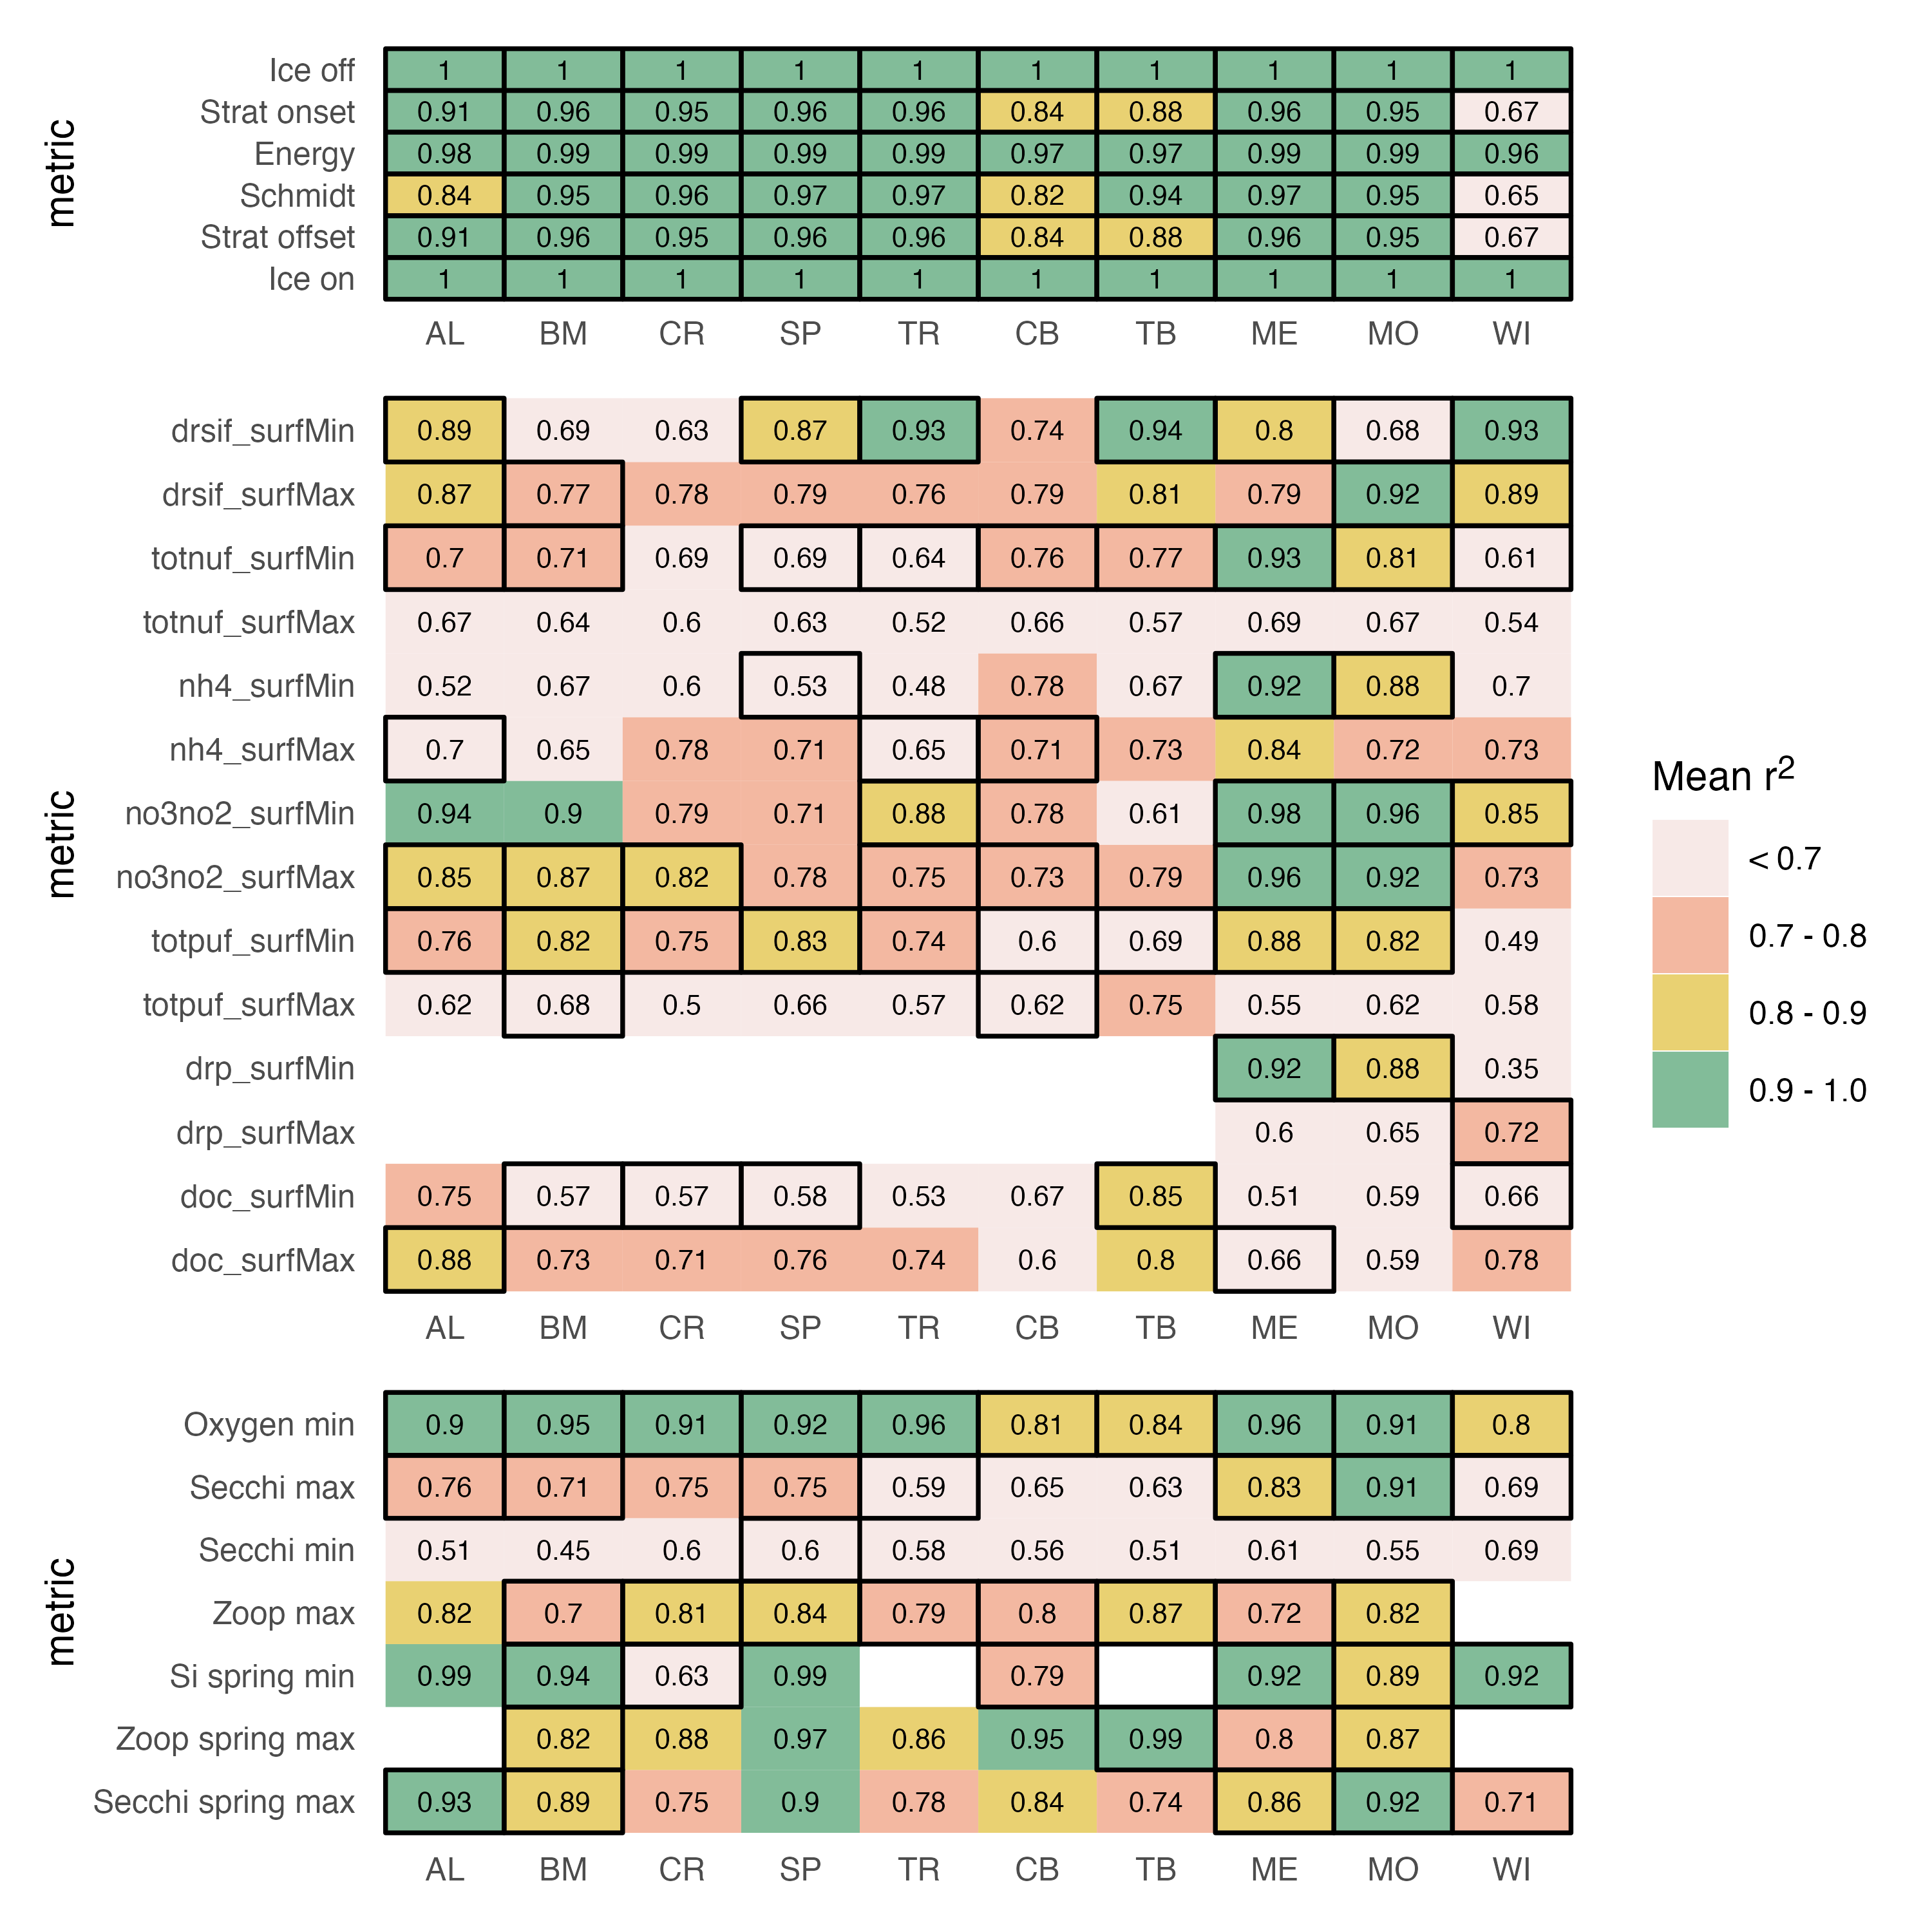 Ice off 1 1 1 1 1 1 1 1 1 1
Strat onset 0.91 0.96 0.95 0.96 0.96 0.84 0.88 0.96 0.95 0.67
Energy 0.98 0.99 0.99 0.99 0.99 0.97 0.97 0.99 0.99 0.96
Schmidt 0.84 0.95 0.96 0.97 0.97 0.82 0.94 0.97 0.95 0.65
Strat offset 0.91 0.96 0.95 0.96 0.96 0.84 0.88 0.96 0.95 0.67
Ice on 1 1 1 1 1 1 1 1 1 1
metric
AL BM CR SP TR CB TB ME MO WI
drsif_surfMin 0.89 0.69 0.63 0.87 0.93 0.74 0.94 0.8 0.68 0.93
drsif_surfMax 0.87 0.77 0.78 0.79 0.76 0.79 0.81 0.79 0.92 0.89
totnuf_surfMin 0.7 0.71 0.69 0.69 0.64 0.76 0.77 0.93 0.81 0.61
totnuf_surfMax 0.67 0.64 0.6 0.63 0.52 0.66 0.57 0.69 0.67 0.54
nh4_surfMin 0.52 0.67 0.6 0.53 0.48 0.78 0.67 0.92 0.88 0.7
nh4_surfMax 0.7 0.65 0.78 0.71 0.65 0.71 0.73 0.84 0.72 0.73
no3no2_surfMin 0.94 0.9 0.79 0.71 0.88 0.78 0.61 0.98 0.96 0.85
no3no2_surfMax 0.85 0.87 0.82 0.78 0.75 0.73 0.79 0.96 0.92 0.73
totpuf_surfMin 0.76 0.82 0.75 0.83 0.74 0.6 0.69 0.88 0.82 0.49
totpuf_surfMax 0.62 0.68 0.5 0.66 0.57 0.62 0.75 0.55 0.62 0.58
drp_surfMin 0.92 0.88 0.35
drp_surfMax 0.6 0.65 0.72
doc_surfMin 0.75 0.57 0.57 0.58 0.53 0.67 0.85 0.51 0.59 0.66
doc_surfMax 0.88 0.73 0.71 0.76 0.74 0.6 0.8 0.66 0.59 0.78
metric
AL BM CR SP TR CB TB ME MO WI
Oxygen min 0.9 0.95 0.91 0.92 0.96 0.81 0.84 0.96 0.91 0.8
Secchi max 0.76 0.71 0.75 0.75 0.59 0.65 0.63 0.83 0.91 0.69
Secchi min 0.51 0.45 0.6 0.6 0.58 0.56 0.51 0.61 0.55 0.69
Zoop max 0.82 0.7 0.81 0.84 0.79 0.8 0.87 0.72 0.82
Si spring min 0.99 0.94 0.63 0.99 0.79 0.92 0.89 0.92
Zoop spring max 0.82 0.88 0.97 0.86 0.95 0.99 0.8 0.87
Secchi spring max 0.93 0.89 0.75 0.9 0.78 0.84 0.74 0.86 0.92 0.71
metric
AL BM CR SP TR CB TB ME MO WI
Mean r²
< 0.7
0.7 - 0.8
0.8 - 0.9
0.9 - 1.0